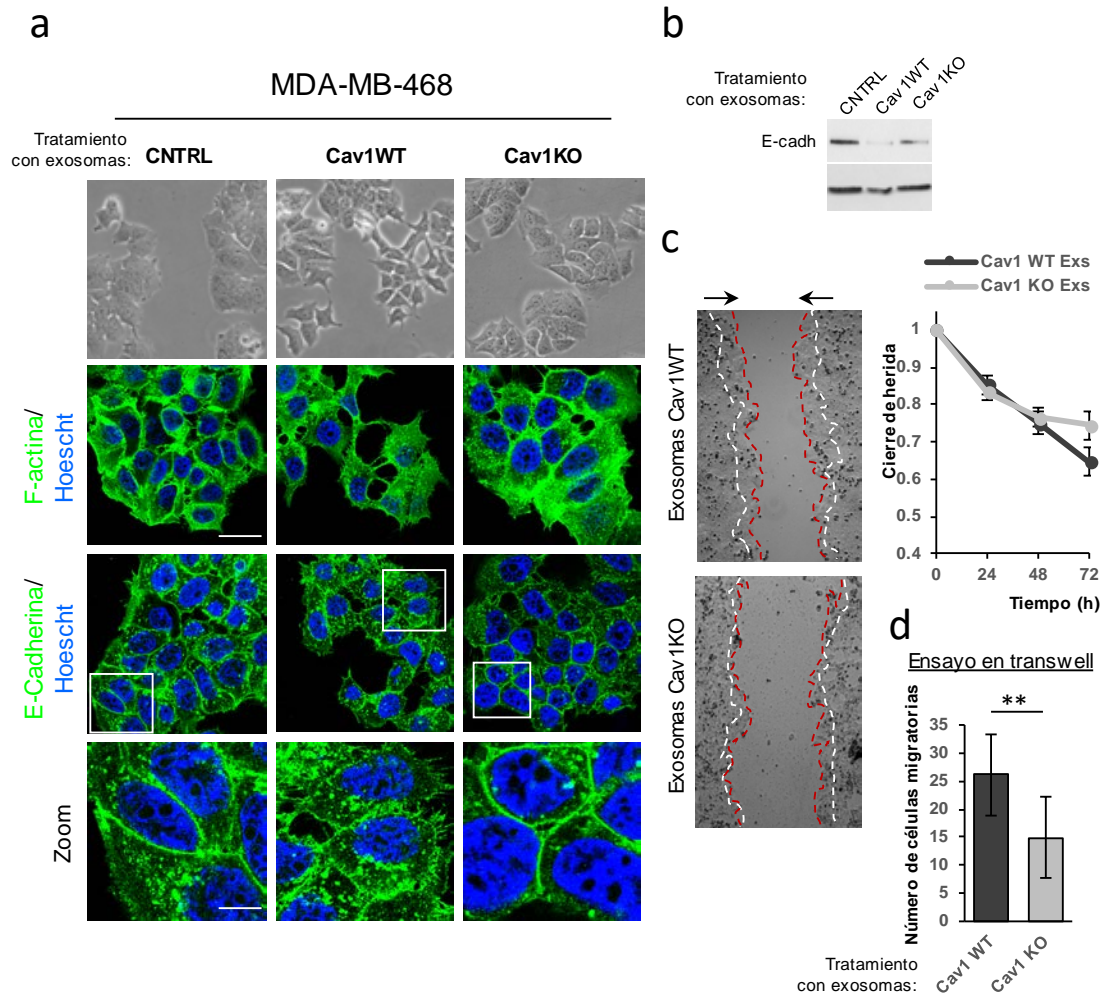 a
MDA-MB-468
Tratamiento
con exosomas:
CNTRL
Cav1WT
Cav1KO
F-actina/
Hoescht
E-Cadherina/
Hoescht
Zoom
b
Tratamiento
con exosomas:
CNTRL
Cav1WT
Cav1KO
E-cadh
c
Exosomas Cav1WT
Exosomas Cav1KO
Cav1 WT Exs
Cav1 KO Exs
Cierre de herida
1
0.9
0.8
0.7
0.6
0.5
0.4
0 24 48 72
Tiempo (h)
d
Ensayo en transwell
**
Número de células migratorias
35
30
25
20
15
10
5
0
Cav1 WT
Cav1 KO
Tratamiento
con exosomas: